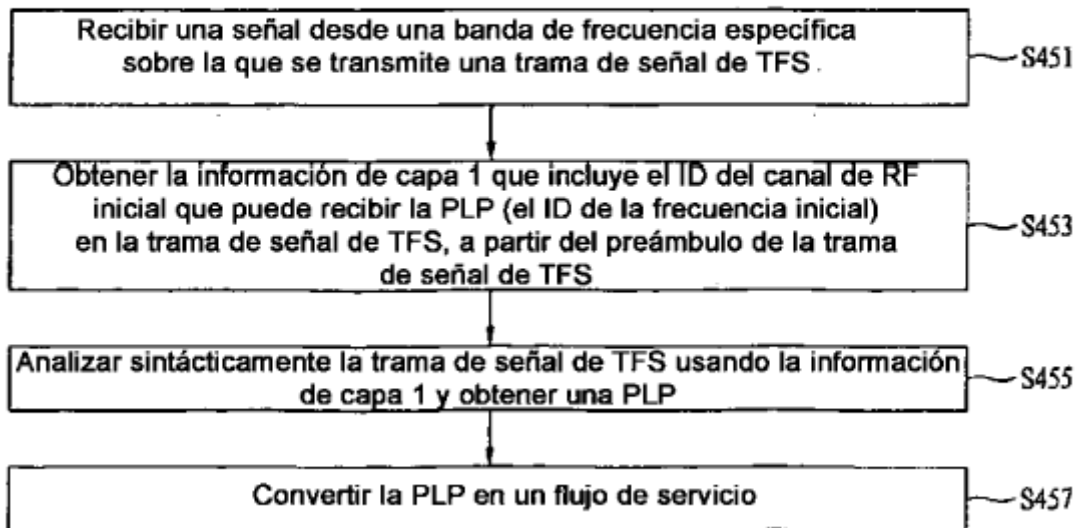 Recibir una señal desde una banda de frecuencia específica
sobre la que se transmite una trama de señal de TFS.
S451
Obtener la información de capa 1 que incluye el ID del canal de RF
inicial que puede recibir la PLP (el ID de la frecuencia inicial)
en la trama de señal de TFS, a partir del preámbulo de la trama
de señal de TFS
S453
Analizar sintácticamente la trama de señal de TFS usando la información
de capa 1 y obtener una PLP
S455
Convertir la PLP en un flujo de servicio
S457